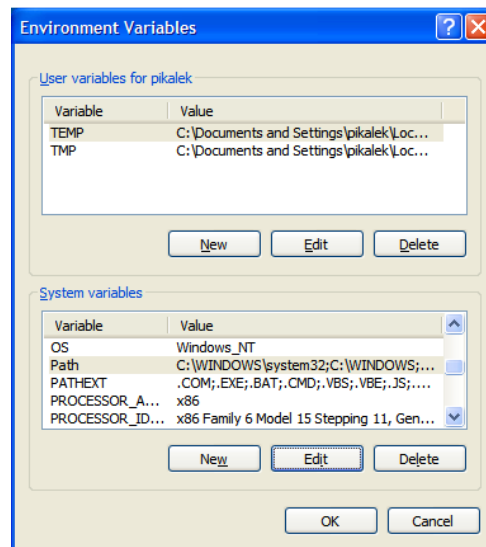 Environment Variables
User variables for pikalek
Variable Value
TEMP C:\Documents and Settings\pikalek\Loc...
TMP C:\Documents and Settings\pikalek\Loc...
New Edit Delete
System variables
Variable Value
OS Windows_NT
Path C:\WINDOWS\system32;C:\WINDOWS;...
PATHEXT .COM;.EXE;.BAT;.CMD;.VBS;.VBE;.JS;....
PROCESSOR_A... x86
PROCESSOR_ID... x86 Family 6 Model 15 Stepping 11, Gen...
New Edit Delete
OK Cancel